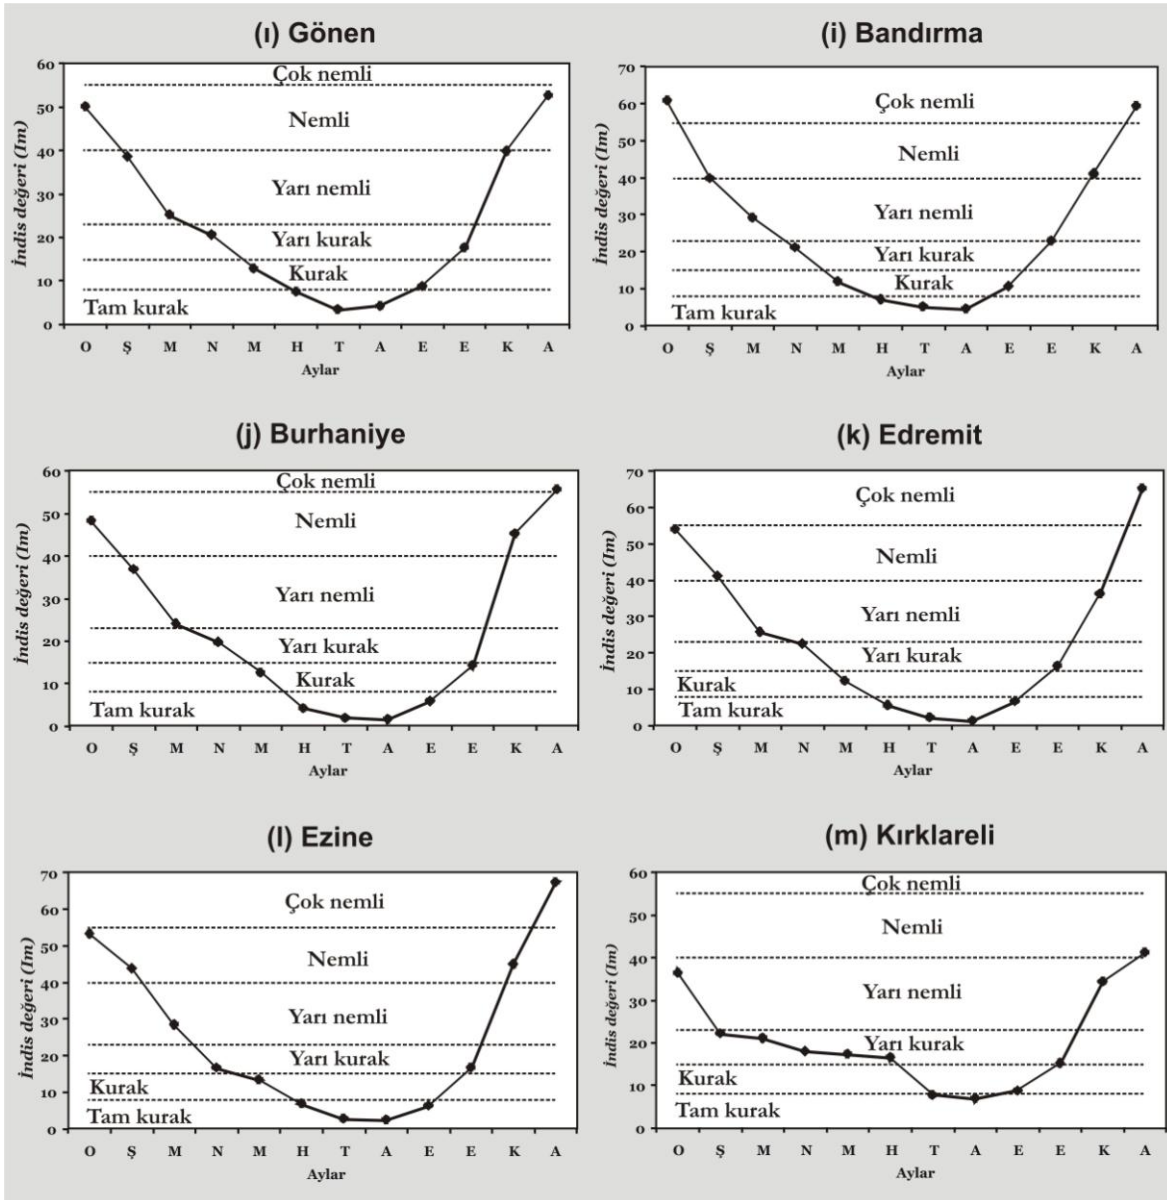 (ı) Gönen
60
50
40
30
20
10
0
İndis değeri (Im)
Çok nemli
Nemli
Yarı nemli
Yarı kurak
Kurak
Tam kurak
O Ş M N M H T A E E K A
Aylar
(i) Bandırma
70
60
50
40
30
20
10
0
İndis değeri (Im)
Çok nemli
Nemli
Yarı nemli
Yarı kurak
Kurak
Tam kurak
O Ş M N M H T A E E K A
Aylar
(j) Burhaniye
60
50
40
30
20
10
0
İndis değeri (Im)
Çok nemli
Nemli
Yarı nemli
Yarı kurak
Kurak
Tam kurak
O Ş M N M H T A E E K A
Aylar
(k) Edremit
70
60
50
40
30
20
10
0
İndis değeri (Im)
Çok nemli
Nemli
Yarı nemli
Yarı kurak
Kurak
Tam kurak
O Ş M N M H T A E E K A
Aylar
(l) Ezine
70
60
50
40
30
20
10
0
İndis değeri (Im)
Çok nemli
Nemli
Yarı nemli
Yarı kurak
Kurak
Tam kurak
O Ş M N M H T A E E K A
Aylar
(m) Kırklareli
60
50
40
30
20
10
0
İndis değeri (Im)
Çok nemli
Nemli
Yarı nemli
Yarı kurak
Kurak
Tam kurak
O Ş M N M H T A E E K A
Aylar